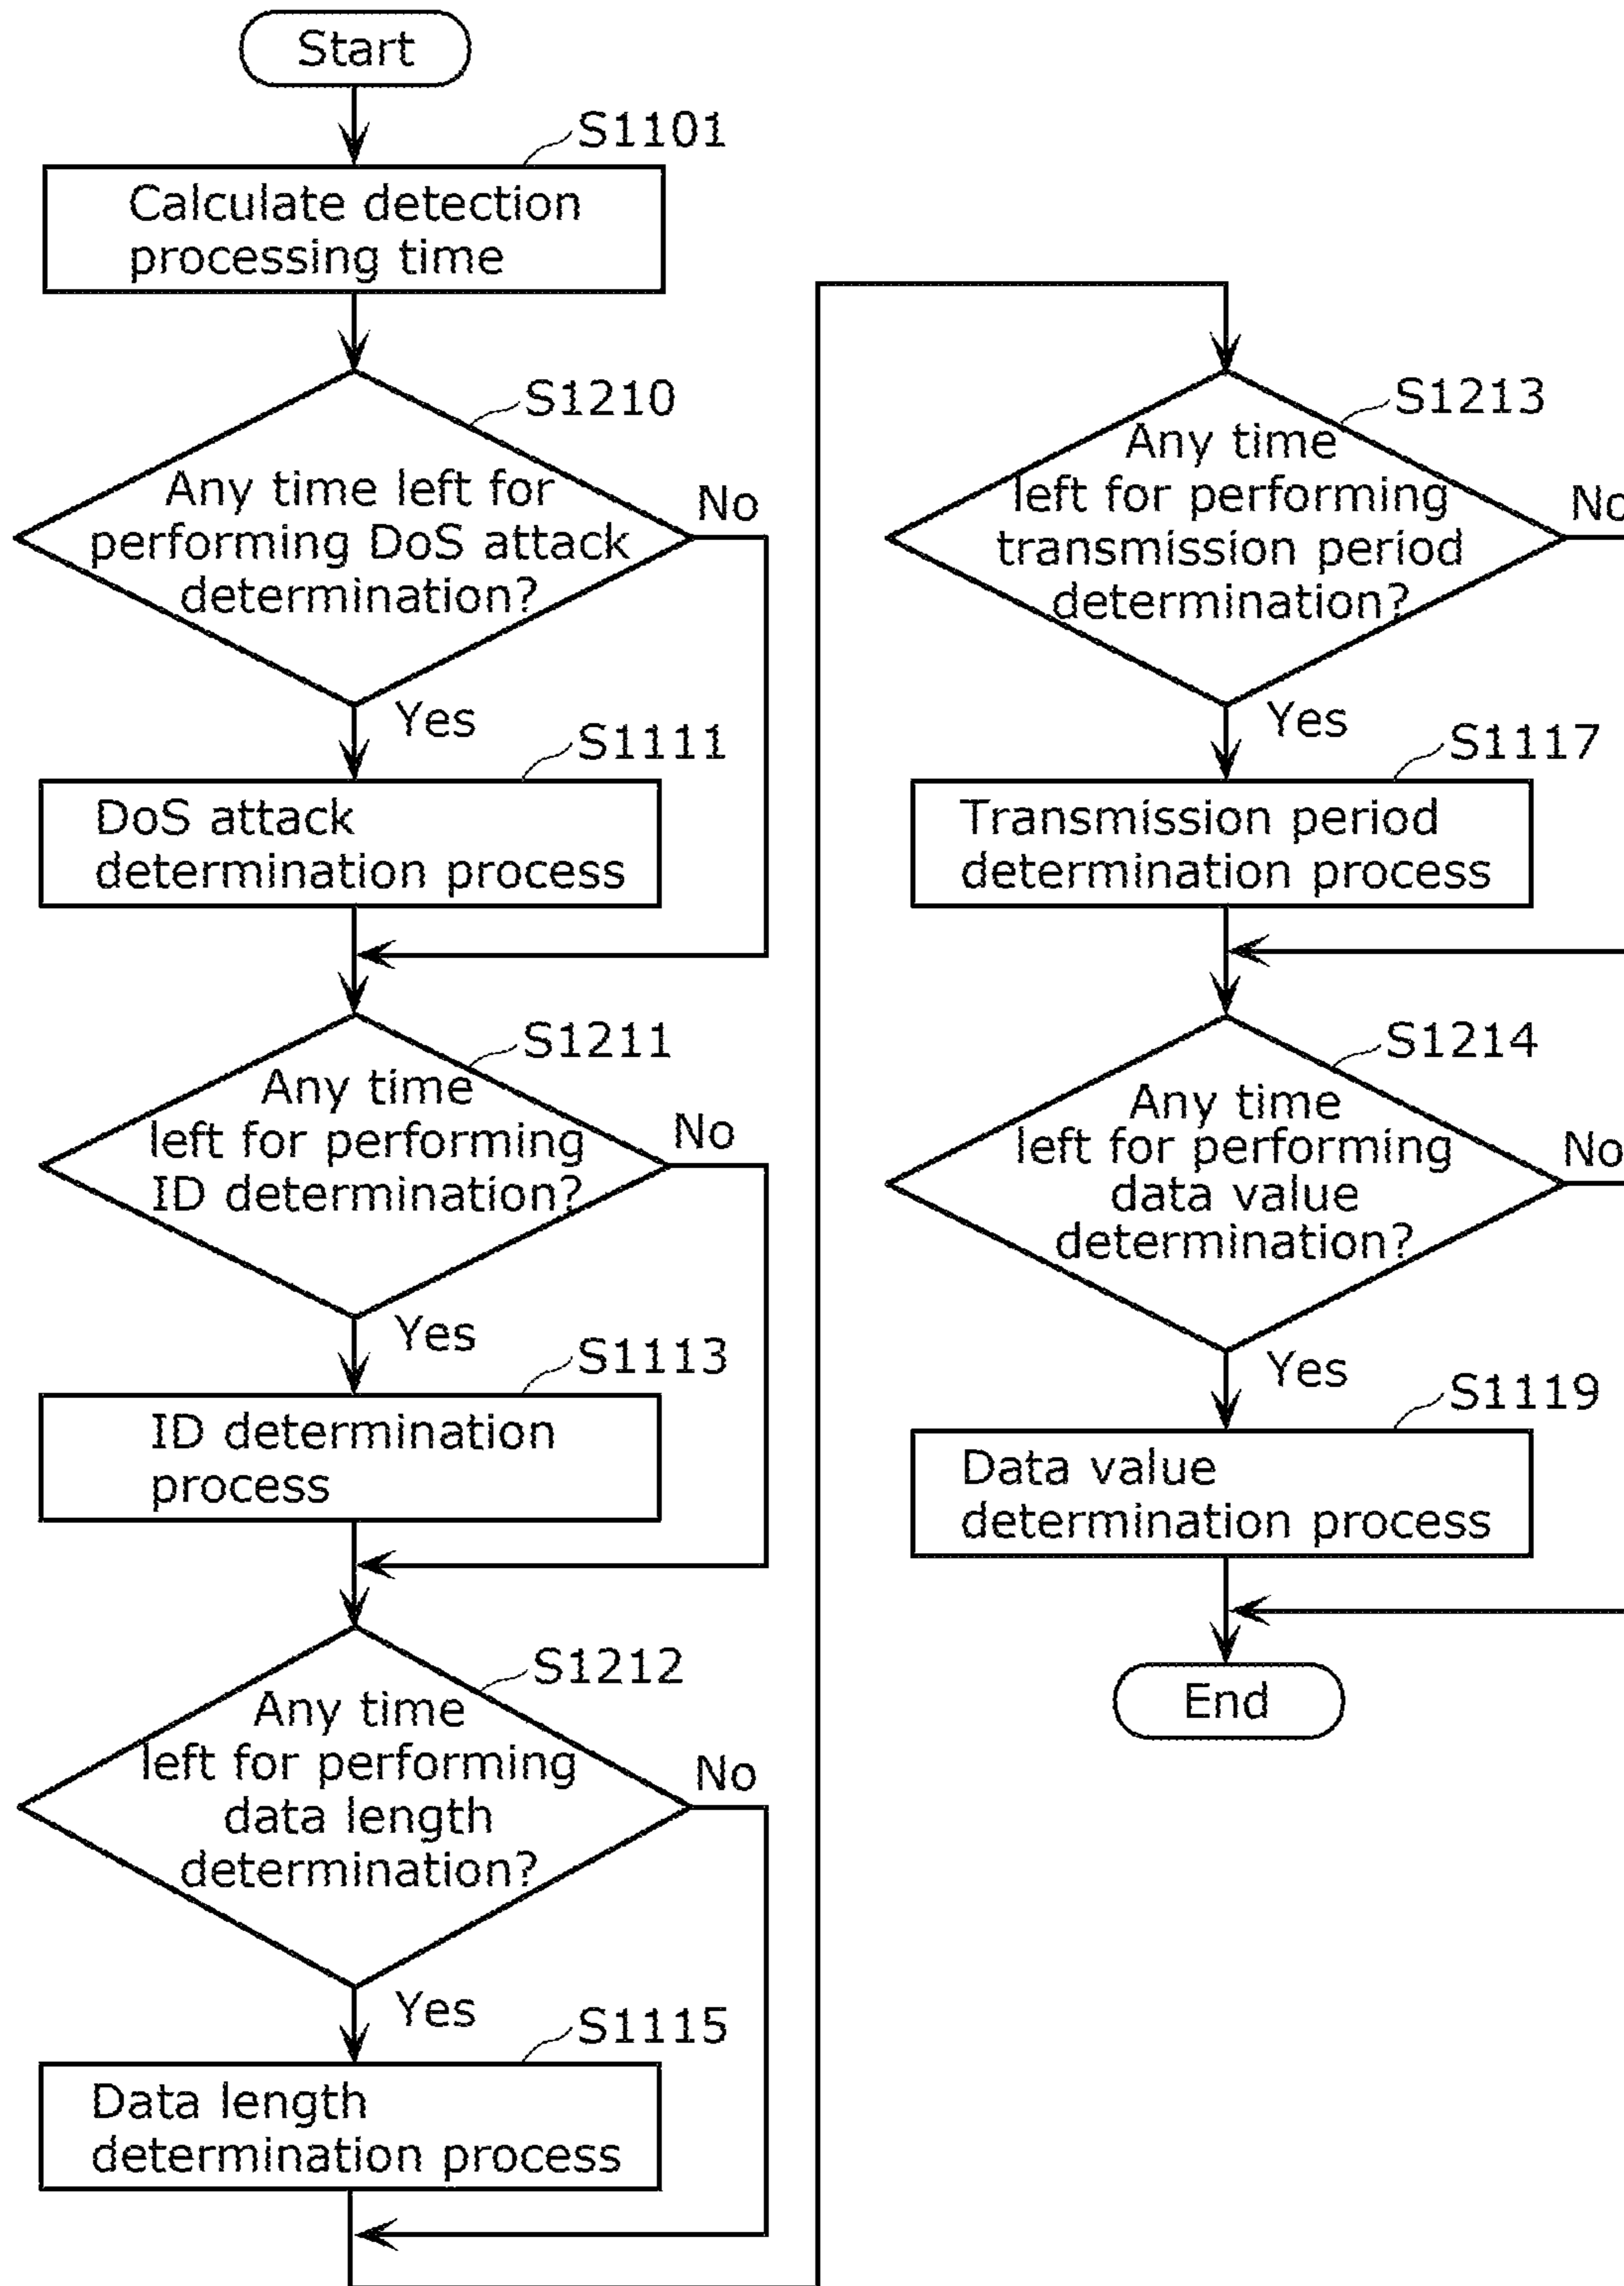 Start
S1101
Calculate detection
processing time
S1210
Any time left for
performing DoS attack
determination?
No
Yes
S1111
DoS attack
determination process
S1211
Any time
left for performing
ID determination?
No
Yes
S1113
ID determination
process
S1212
Any time
left for performing
data length
determination?
No
Yes
S1115
Data length
determination process
S1213
Any time
left for performing
transmission period
determination?
No
Yes
S1117
Transmission period
determination process
S1214
Any time
left for performing
data value
determination?
No
Yes
S1119
Data value
determination process
End